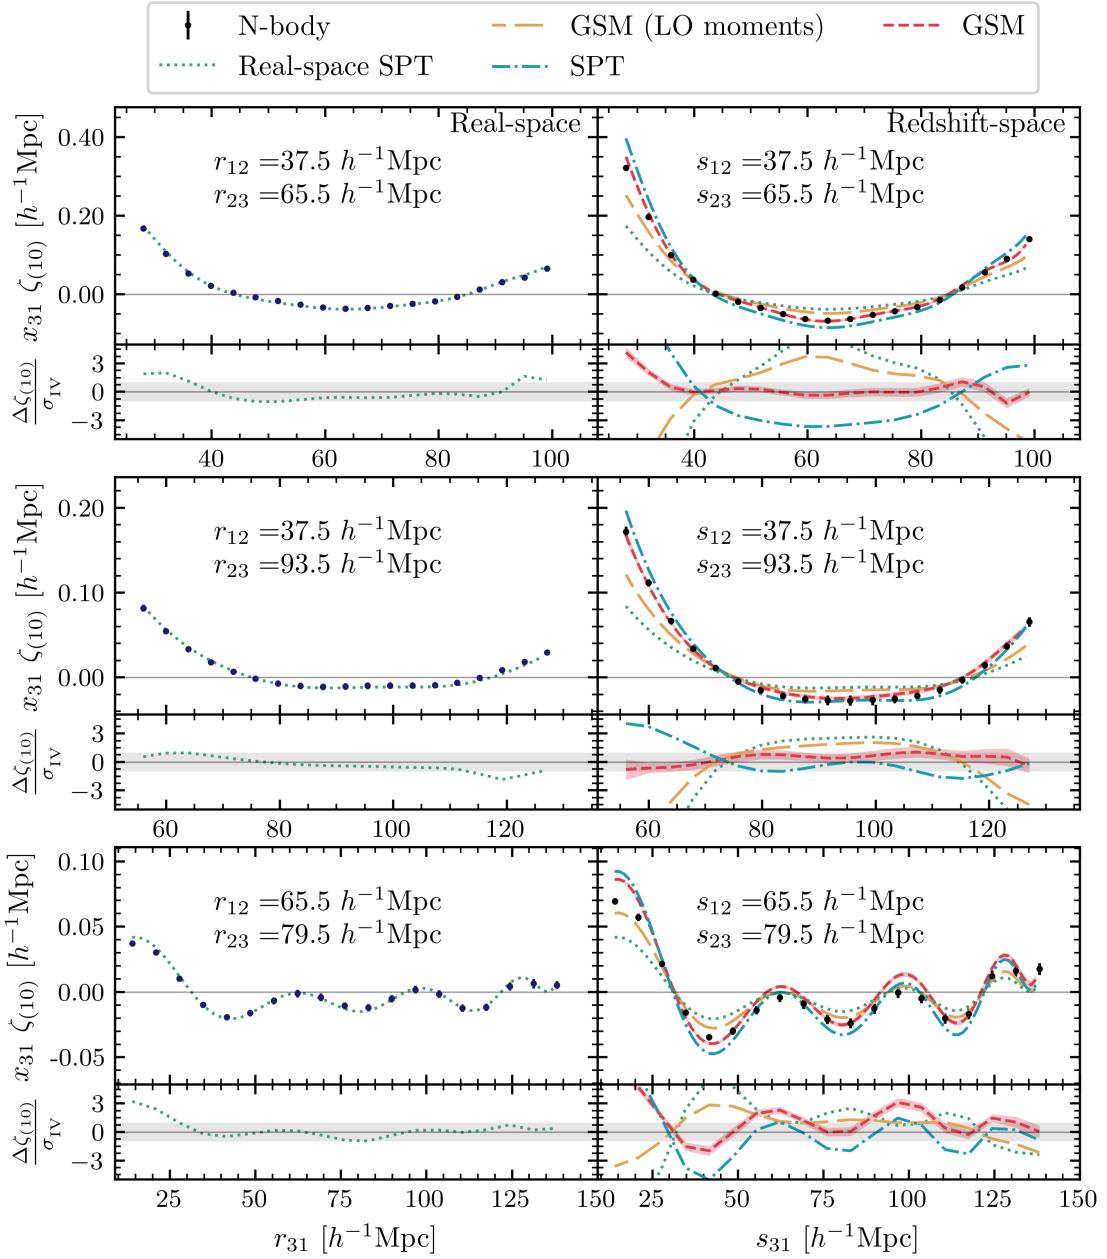 N-body GSM (LO moments) GSM
Real-space SPT SPT
Real-space Redshift-space
x₃₁ ζ₍₁₀₎ [h⁻¹Mpc]
0.40
0.20
0.00
r₁₂ =37.5 h⁻¹Mpc
r₂₃ =65.5 h⁻¹Mpc
s₁₂ =37.5 h⁻¹Mpc
s₂₃ =65.5 h⁻¹Mpc
Δζ₍₁₀₎
σ_IV
3
0
−3
40 60 80 100 40 60 80 100
x₃₁ ζ₍₁₀₎ [h⁻¹Mpc]
0.20
0.10
0.00
r₁₂ =37.5 h⁻¹Mpc
r₂₃ =93.5 h⁻¹Mpc
s₁₂ =37.5 h⁻¹Mpc
s₂₃ =93.5 h⁻¹Mpc
Δζ₍₁₀₎
σ_IV
3
0
−3
60 80 100 120 60 80 100 120
x₃₁ ζ₍₁₀₎ [h⁻¹Mpc]
0.10
0.05
0.00
-0.05
r₁₂ =65.5 h⁻¹Mpc
r₂₃ =79.5 h⁻¹Mpc
s₁₂ =65.5 h⁻¹Mpc
s₂₃ =79.5 h⁻¹Mpc
Δζ₍₁₀₎
σ_IV
3
0
−3
25 50 75 100 125 150 25 50 75 100 125 150
r₃₁ [h⁻¹Mpc] s₃₁ [h⁻¹Mpc]